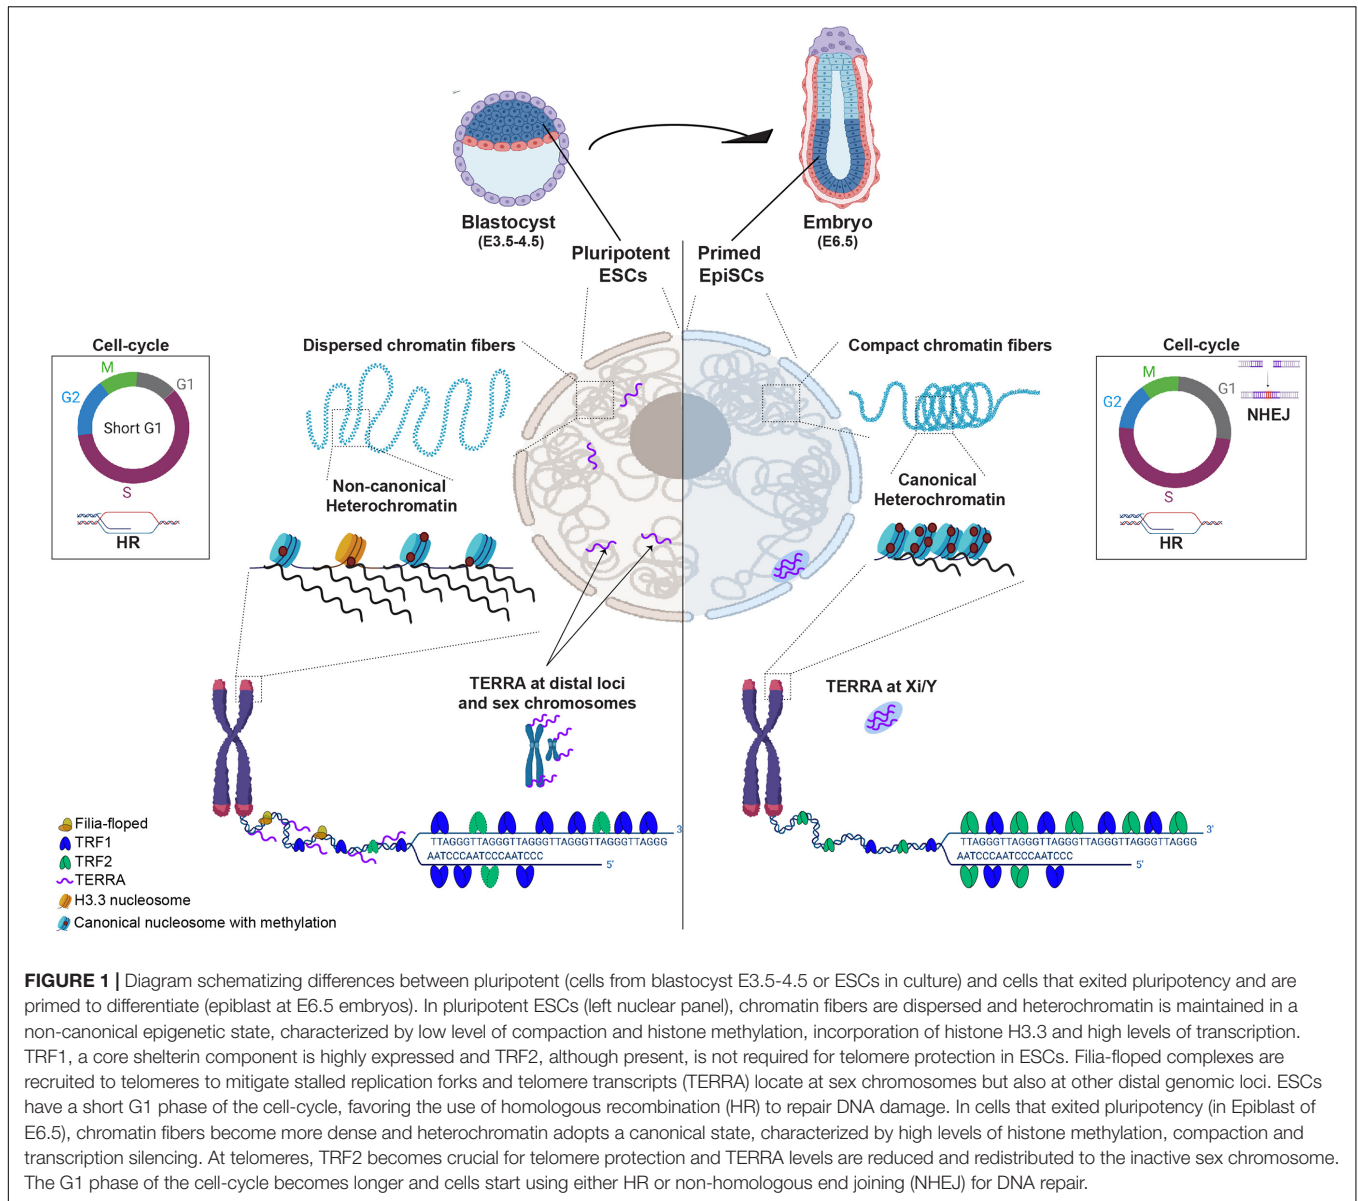 Blastocyst
(E3.5-4.5)
Embryo
(E6.5)
Pluripotent
ESCs
Primed
EpiSCs
Cell-cycle
M
G1
G2
Short G1
S
HR
Dispersed chromatin fibers
Non-canonical
Heterochromatin
Compact chromatin fibers
Canonical
Heterochromatin
Cell-cycle
M
G1
G2
S
NHEJ
HR
TERRA at distal loci
and sex chromosomes
TERRA at Xi/Y
Filia-floped
TRF1
TRF2
TERRA
H3.3 nucleosome
Canonical nucleosome with methylation
3'
TTAGGGTTAGGGTTAGGGTTAGGGTTAGGGTTAGGG
AATCCCAATCCCAATCCC
5'
3'
TTAGGGTTAGGGTTAGGGTTAGGGTTAGGGTTAGGG
AATCCCAATCCCAATCCC
5'
FIGURE 1 | Diagram schematizing differences between pluripotent (cells from blastocyst E3.5-4.5 or ESCs in culture) and cells that exited pluripotency and are
primed to differentiate (epiblast at E6.5 embryos). In pluripotent ESCs (left nuclear panel), chromatin fibers are dispersed and heterochromatin is maintained in a
non-canonical epigenetic state, characterized by low level of compaction and histone methylation, incorporation of histone H3.3 and high levels of transcription.
TRF1, a core shelterin component is highly expressed and TRF2, although present, is not required for telomere protection in ESCs. Filia-floped complexes are
recruited to telomeres to mitigate stalled replication forks and telomere transcripts (TERRA) locate at sex chromosomes but also at other distal genomic loci. ESCs
have a short G1 phase of the cell-cycle, favoring the use of homologous recombination (HR) to repair DNA damage. In cells that exited pluripotency (in Epiblast of
E6.5), chromatin fibers become more dense and heterochromatin adopts a canonical state, characterized by high levels of histone methylation, compaction and
transcription silencing. At telomeres, TRF2 becomes crucial for telomere protection and TERRA levels are reduced and redistributed to the inactive sex chromosome.
The G1 phase of the cell-cycle becomes longer and cells start using either HR or non-homologous end joining (NHEJ) for DNA repair.